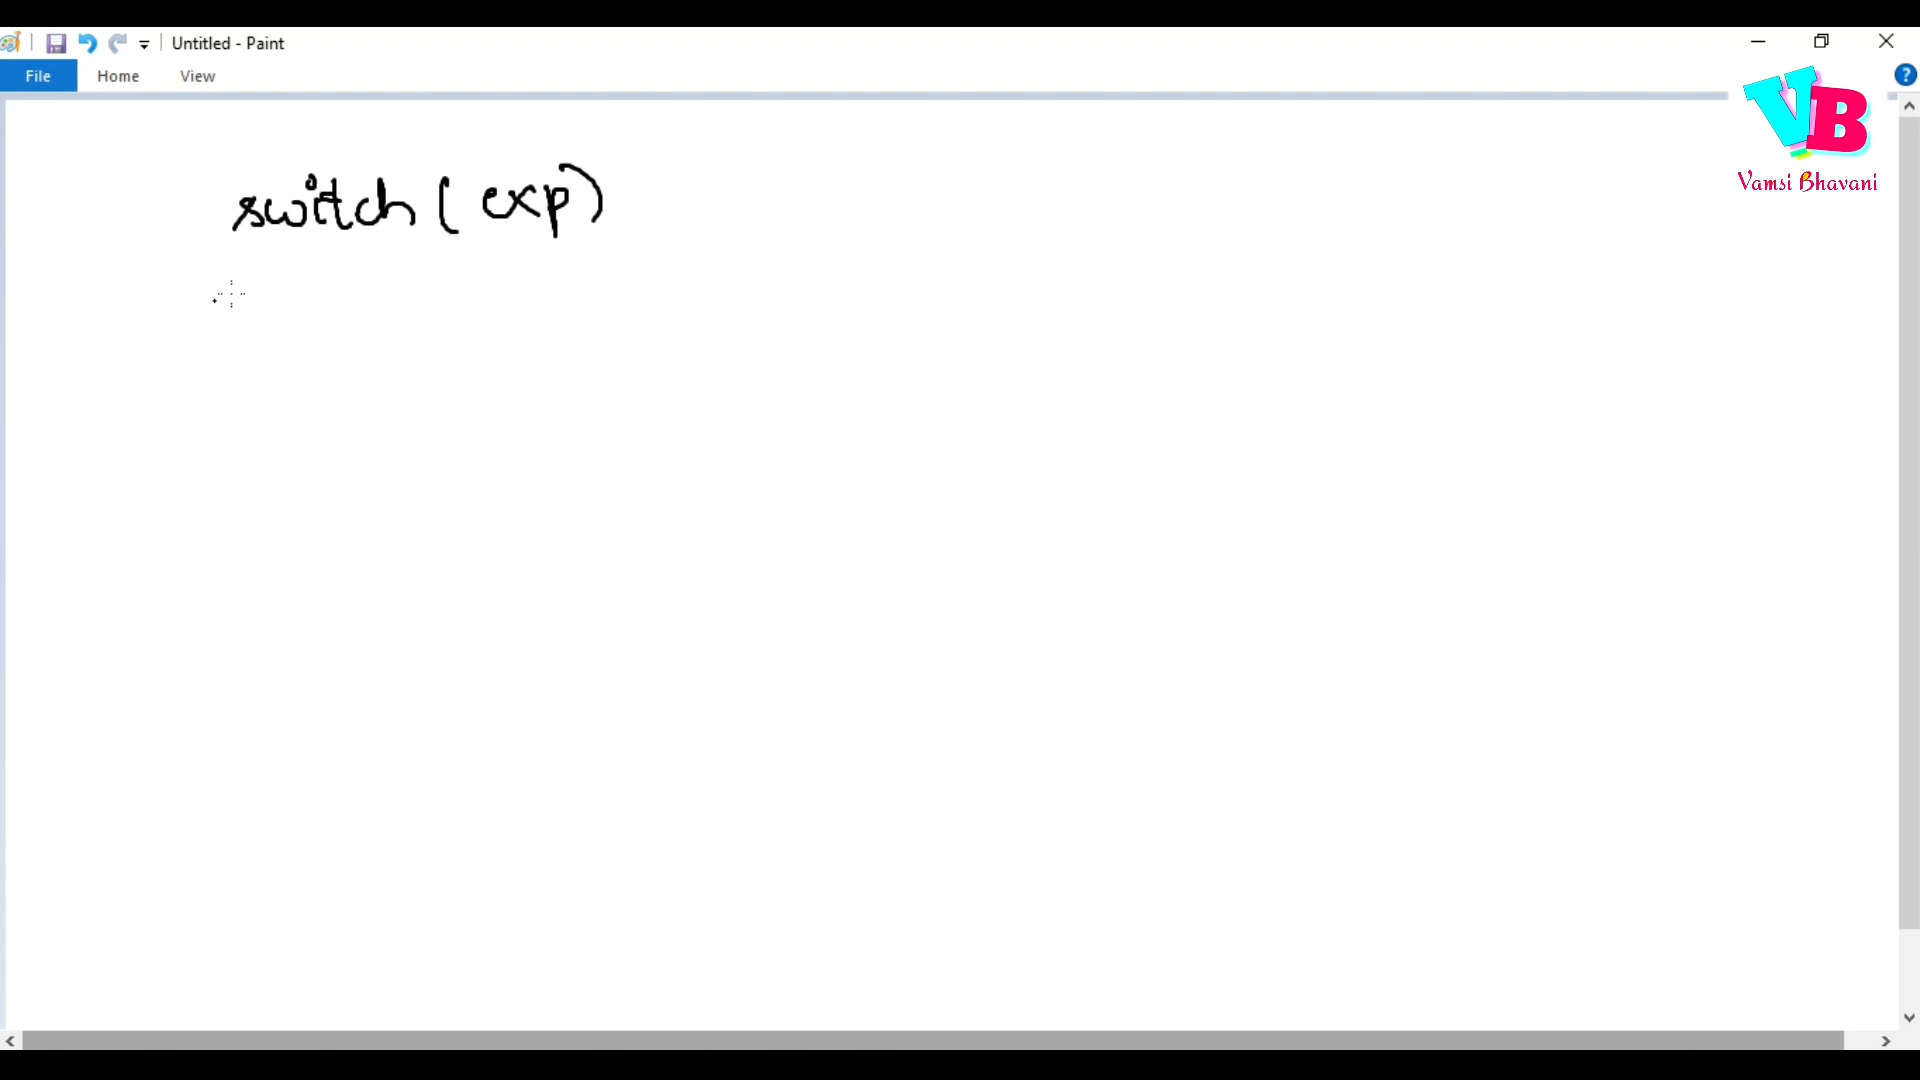 Untitled - Paint
File Home View
VB
Vamsi Bhavani
switch ( exp )